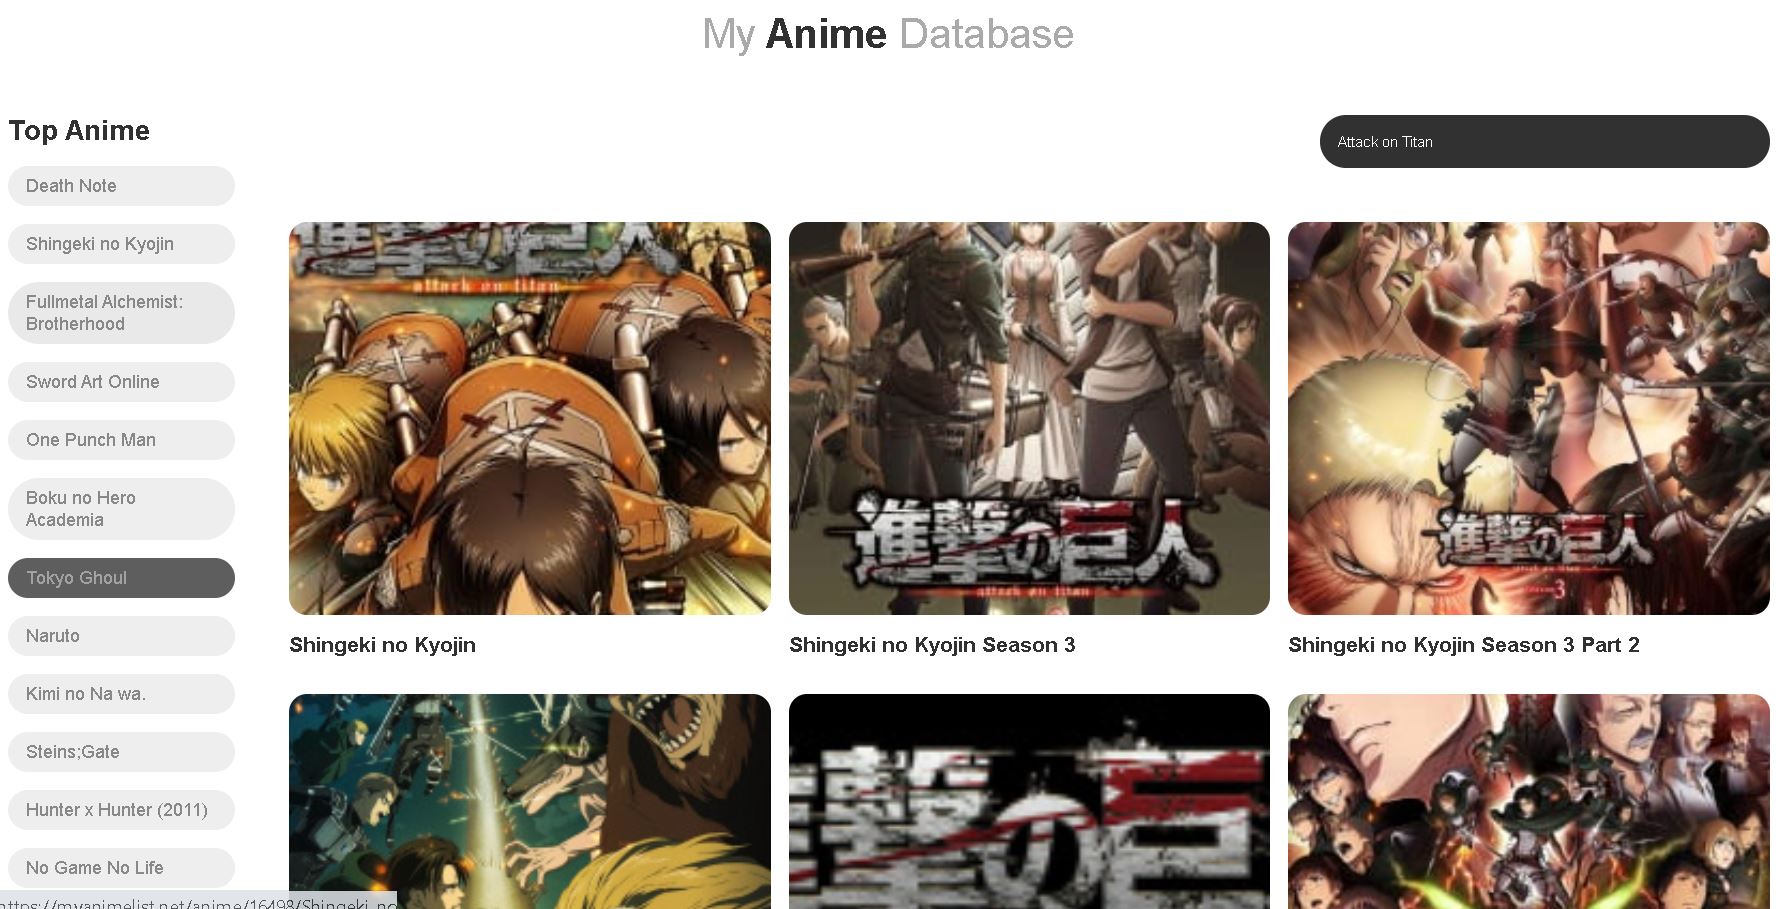 My Anime Database
Top Anime
Attack on Titan
Death Note
Shingeki no Kyojin
Fullmetal Alchemist:
Brotherhood
Sword Art Online
One Punch Man
Boku no Hero
Academia
Tokyo Ghoul
Naruto
Kimi no Na wa.
Steins;Gate
Hunter x Hunter (2011)
No Game No Life
進撃の巨人
attack on titan
進撃の巨人
attack on titan
進撃の巨人
attack on titan
3
Shingeki no Kyojin
Shingeki no Kyojin Season 3
Shingeki no Kyojin Season 3 Part 2
撃の巨
https://myanimelist.net/anime/16498/Shingeki_no